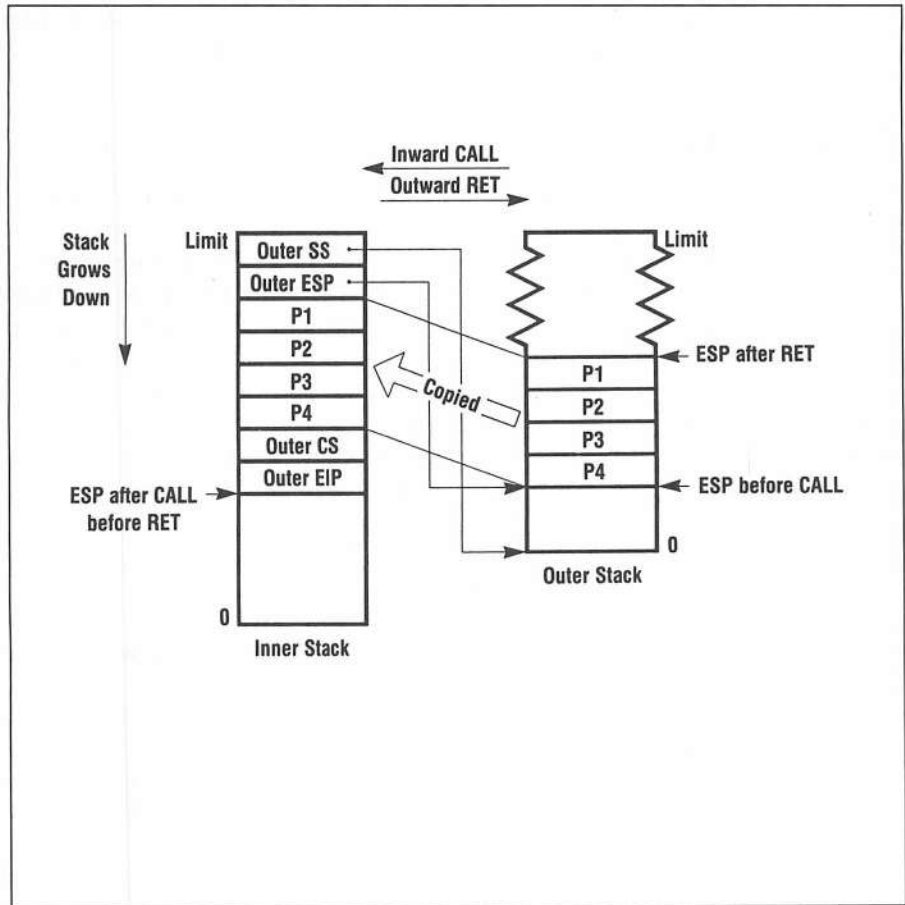 Inward CALL
Outward RET
Stack
Grows
Down
Limit
Outer SS
Outer ESP
P1
P2
P3
P4
Outer CS
Outer EIP
ESP after CALL
before RET
0
Inner Stack
Copied
Limit
ESP after RET
P1
P2
P3
P4
ESP before CALL
0
Outer Stack